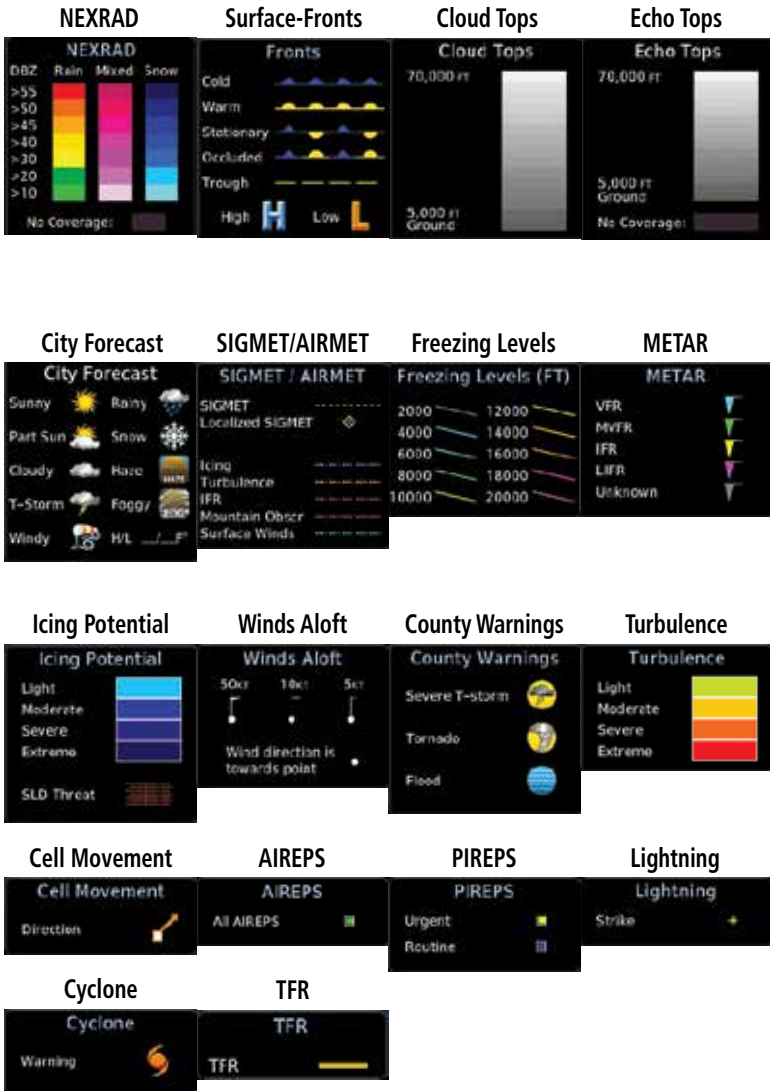 NEXRAD Surface-Fronts Cloud Tops Echo Tops
NEXRAD
DBZ Rain Mixed Snow
>55
>50
>45
>40
>30
>20
>10
No Coverage:
Fronts
Cold
Warm
Stationary
Occluded
Trough
High H Low L
Cloud Tops
70,000 FT
5,000 FT
Ground
Echo Tops
70,000 FT
5,000 FT
Ground
No Coverage:
City Forecast SIGMET/AIRMET Freezing Levels METAR
City Forecast
Sunny Rainy
Part Sun Snow
Cloudy Haze
T-Storm Foggy
Windy H/L __/__F°
SIGMET / AIRMET
SIGMET
Localized SIGMET
Icing
Turbulence
IFR
Mountain Obscr
Surface Winds
Freezing Levels (FT)
2000 12000
4000 14000
6000 16000
8000 18000
10000 20000
METAR
VFR
MVFR
IFR
LIFR
Unknown
Icing Potential Winds Aloft County Warnings Turbulence
Icing Potential
Light
Moderate
Severe
Extreme
SLD Threat
Winds Aloft
50KT 10KT 5KT
Wind direction is
towards point
County Warnings
Severe T-storm
Tornado
Flood
Turbulence
Light
Moderate
Severe
Extreme
Cell Movement AIREPS PIREPS Lightning
Cell Movement
Direction
AIREPS
All AIREPS
PIREPS
Urgent
Routine
Lightning
Strike
Cyclone TFR
Cyclone
Warning
TFR
TFR